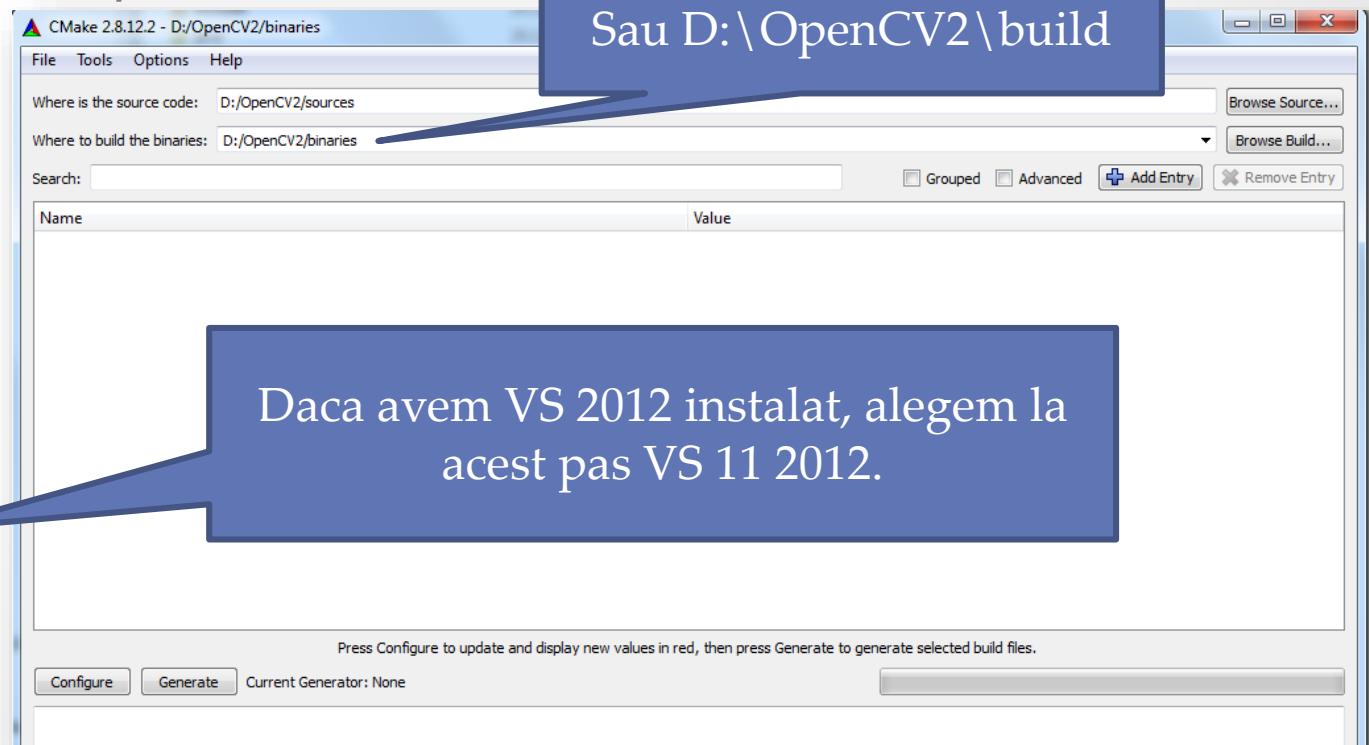 CMake 2.8.12.2 - D:/OpenCV2/binaries
Sau D:\OpenCV2\build
File Tools Options Help
Where is the source code: D:/OpenCV2/sources Browse Source...
Where to build the binaries: D:/OpenCV2/binaries Browse Build...
Search: Grouped Advanced Add Entry Remove Entry
Name Value
Daca avem VS 2012 instalat, alegem la
acest pas VS 11 2012.
Press Configure to update and display new values in red, then press Generate to generate selected build files.
Configure Generate Current Generator: None